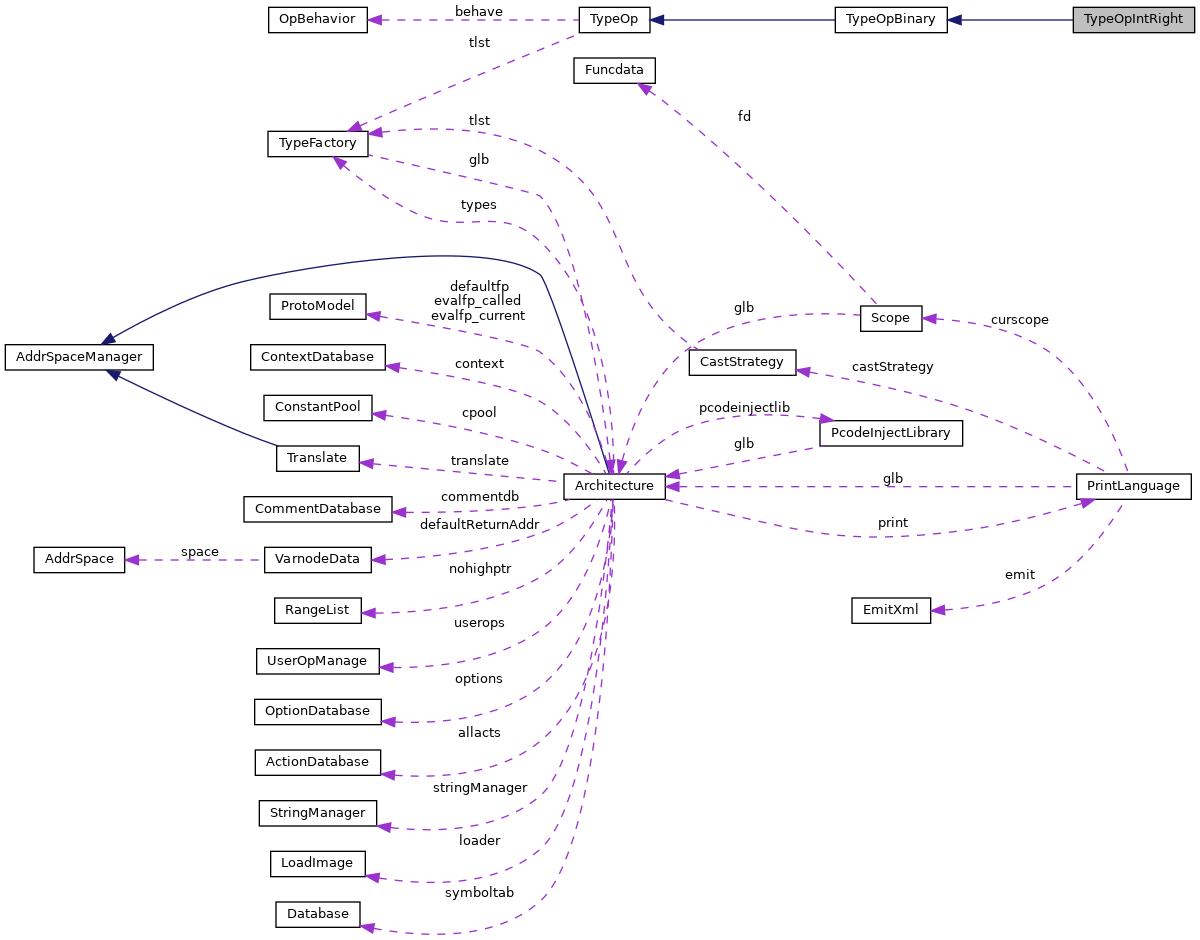 behave
OpBehavior
TypeOp
TypeOpBinary
TypeOpIntRight
tlst
Funcdata
fd
tlst
TypeFactory
glb
types
defaultfp
evalfp_called
evalfp_current
ProtoModel
glb
Scope
curscope
AddrSpaceManager
ContextDatabase
context
CastStrategy
castStrategy
ConstantPool
cpool
pcodeinjectlib
PcodeInjectLibrary
glb
Translate
translate
Architecture
glb
PrintLanguage
commentdb
CommentDatabase
defaultReturnAddr
print
AddrSpace
space
VarnodeData
nohighptr
emit
RangeList
EmitXml
userops
UserOpManage
options
OptionDatabase
allacts
ActionDatabase
stringManager
StringManager
loader
LoadImage
symboltab
Database